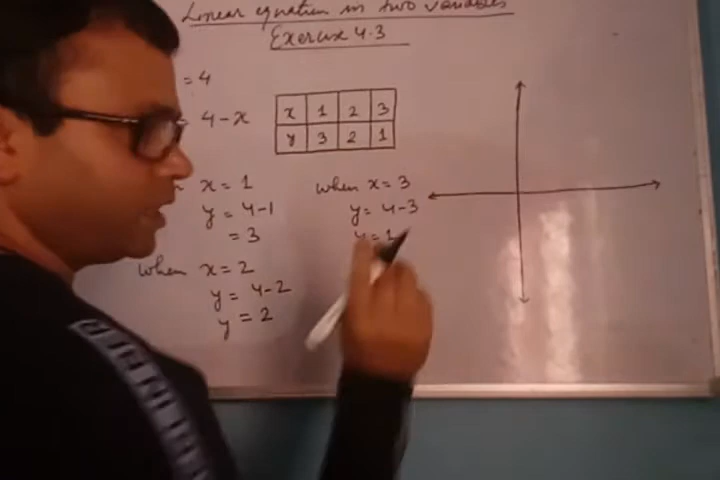 Linear equation in two variables
Exercise 4.3
= 4
4-x
x 1 2 3
y 3 2 1
x = 1
y = 4-1
= 3
when x = 2
y = 4-2
y = 2
when x = 3
y = 4-3
y = 1